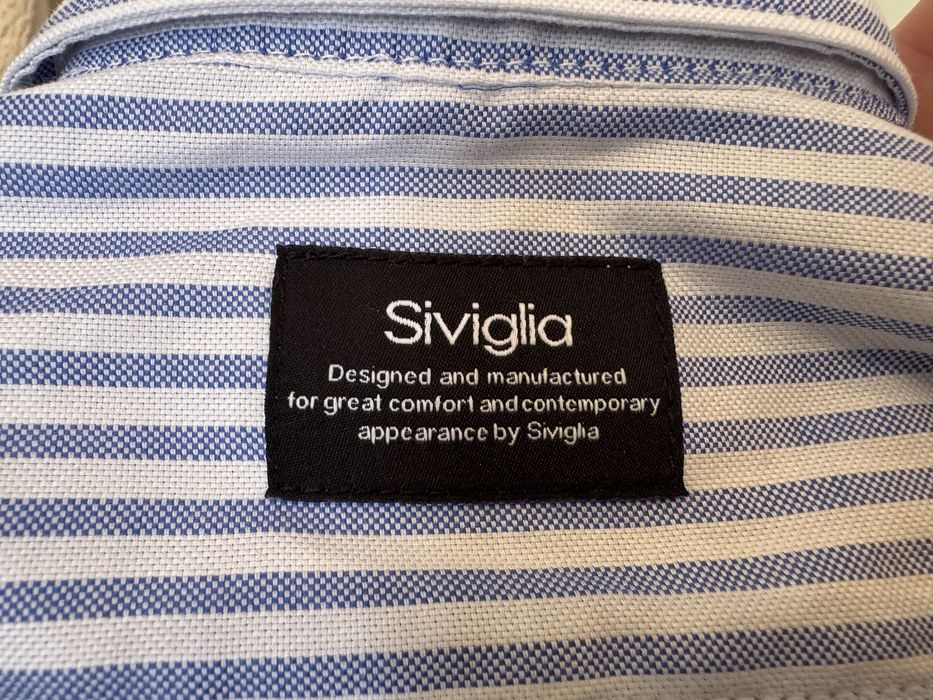 Siviglia
Designed and manufactured
for great comfort and contemporary
appearance by Siviglia